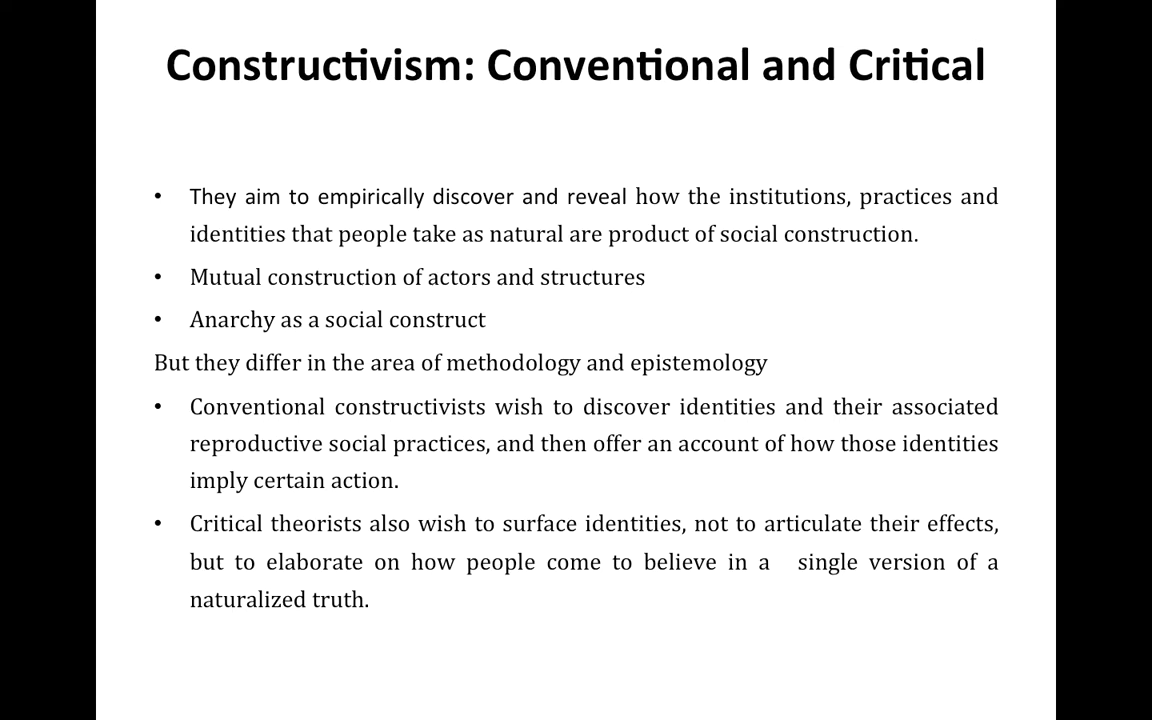 Constructivism: Conventional and Critical
• They aim to empirically discover and reveal how the institutions, practices and
identities that people take as natural are product of social construction.
• Mutual construction of actors and structures
• Anarchy as a social construct
But they differ in the area of methodology and epistemology
• Conventional constructivists wish to discover identities and their associated
reproductive social practices, and then offer an account of how those identities
imply certain action.
• Critical theorists also wish to surface identities, not to articulate their effects,
but to elaborate on how people come to believe in a single version of a
naturalized truth.